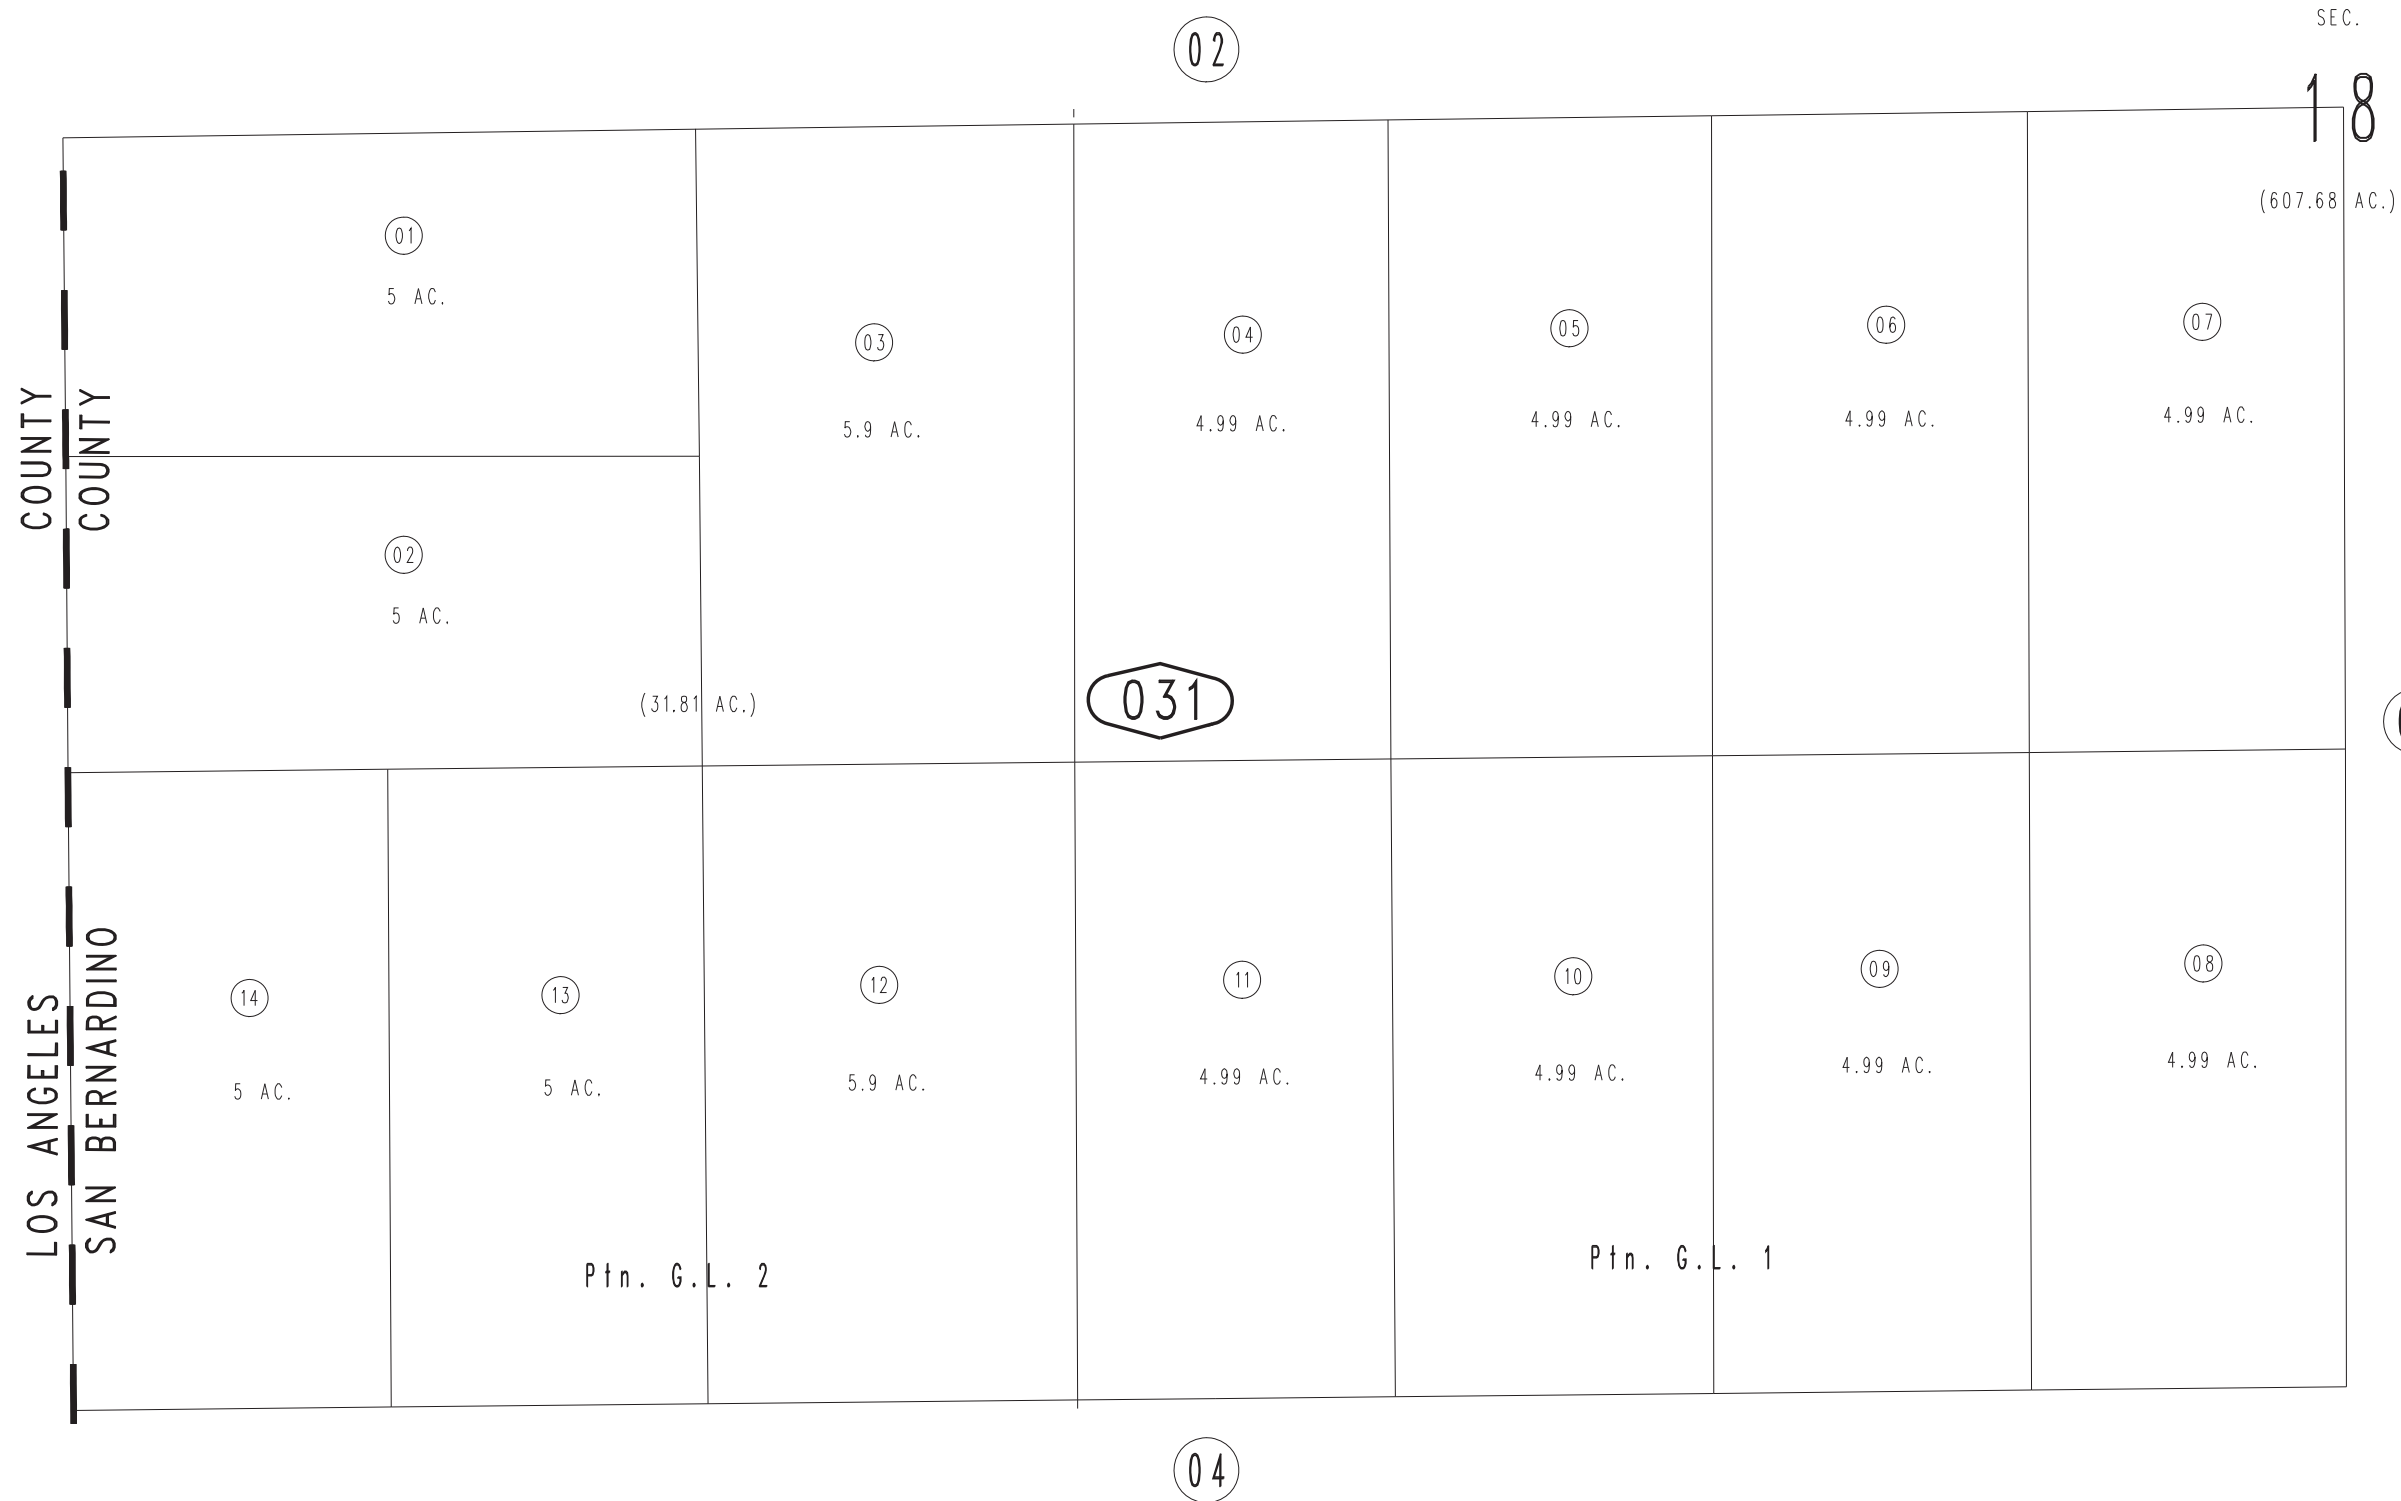 SEC.
02
18
(607.68 AC.)
01
5 AC.
03
04
05
06
07
5.9 AC.
4.99 AC.
4.99 AC.
4.99 AC.
4.99 AC.
COUNTY
COUNTY
02
5 AC.
(31.81 AC.)
031
14
13
12
11
10
09
08
5 AC.
5 AC.
5.9 AC.
4.99 AC.
4.99 AC.
4.99 AC.
4.99 AC.
LOS ANGELES
SAN BERNARDINO
Ptn. G.L. 2
Ptn. G.L. 1
04